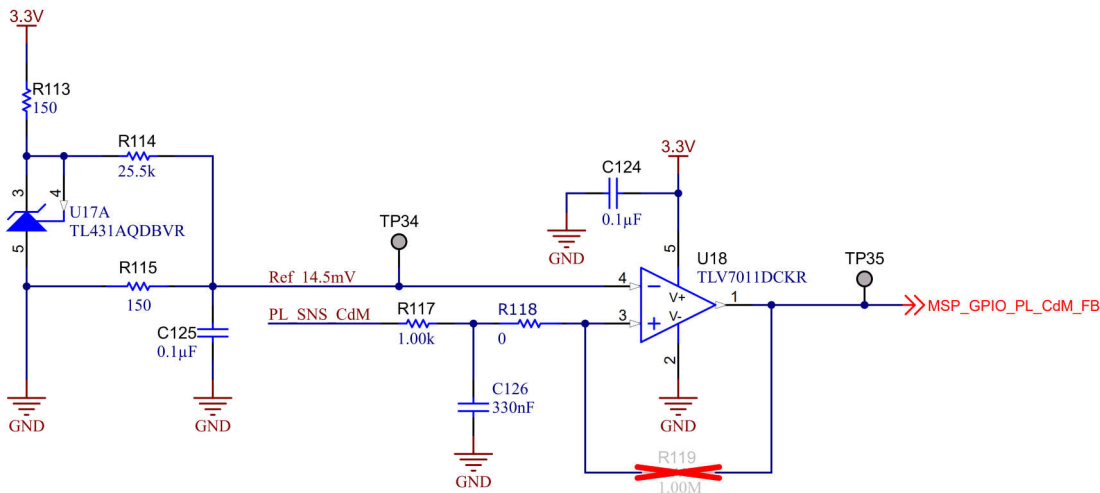 3.3V
R113
150
R114
25.5k
3
4
U17A
TL431AQDBVR
5
R115
150
C125
0.1µF
GND
GND
TP34
Ref_14.5mV
PL_SNS_CdM
R117
1.00k
R118
0
C126
330nF
GND
3.3V
C124
0.1µF
GND
5
U18
TLV7011DCKR
4
3
V+
V-
1
2
GND
TP35
MSP_GPIO_PL_CdM_FB
R119
1.00M